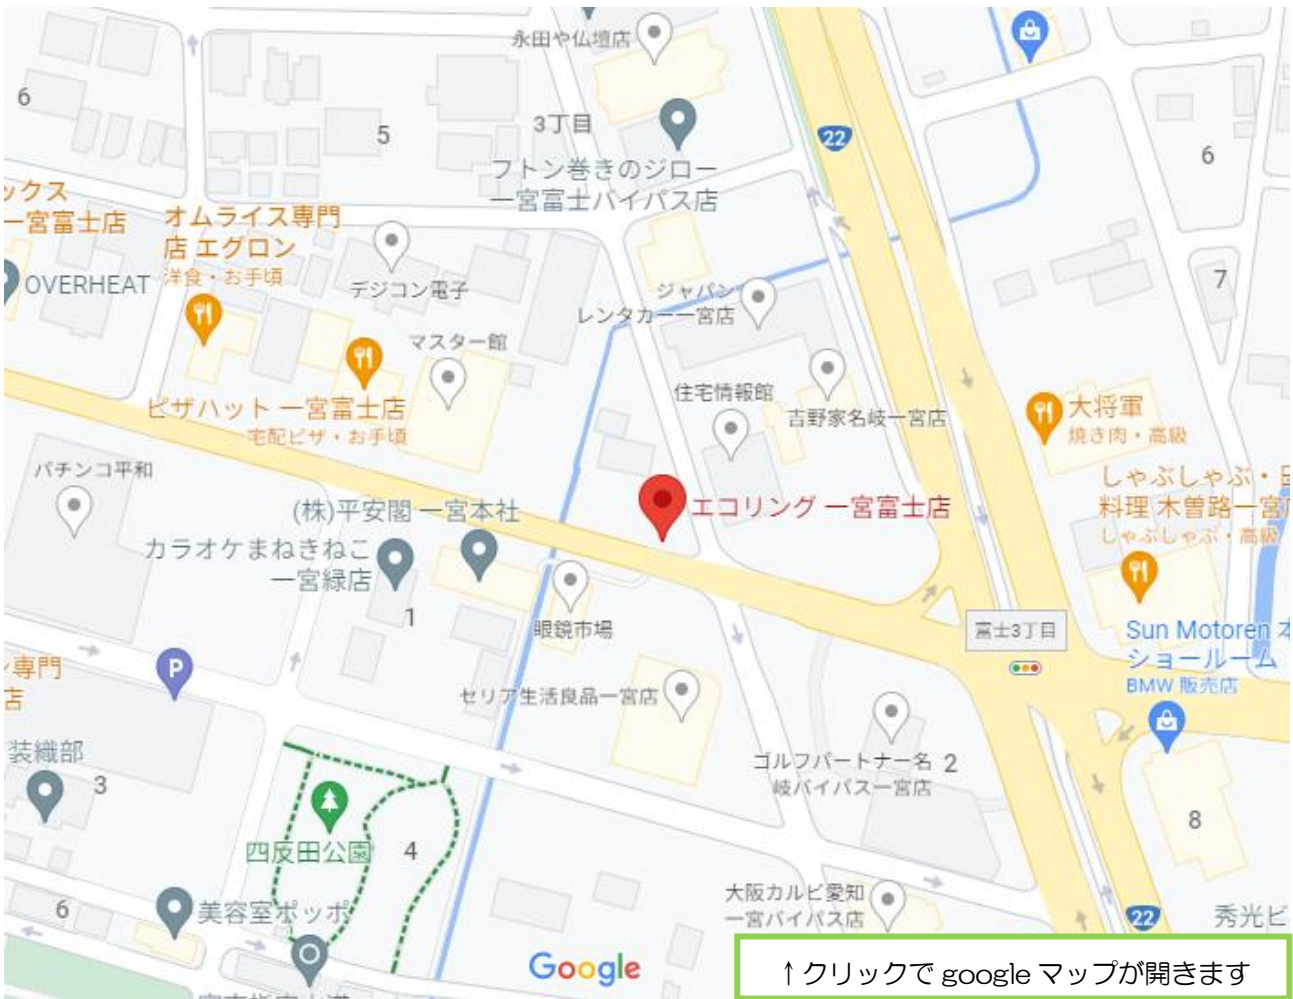 永田や仏壇店
22
6
5
3丁目
6
フトン巻きのジロー
一宮富士バイパス店
ックス
一宮富士店
オムライス専門
店 エグロン
洋食・お手頃
OVERHEAT
デジコン電子
ジャパン
レンタカー一宮店
7
マスター館
住宅情報館
吉野家名岐一宮店
大将軍
焼き肉・高級
ピザハット 一宮富士店
宅配ピザ・お手頃
パチンコ平和
しゃぶしゃぶ・日
料理 木曽路一宮店
しゃぶしゃぶ・高級
エコリング 一宮富士店
(株)平安閣 一宮本社
カラオケまねきねこ
一宮緑店
1
眼鏡市場
富士3丁目
Sun Motoren 本
ショールーム
BMW 販売店
P
ン専門
店
セリア生活良品一宮店
装織部
3
ゴルフパートナー名
岐バイパス一宮店
2
8
四反田公園
4
6
美容室ポッポ
大阪カルビ愛知
一宮バイパス店
22
秀光ビ
Google
↑クリックで google マップが開きます